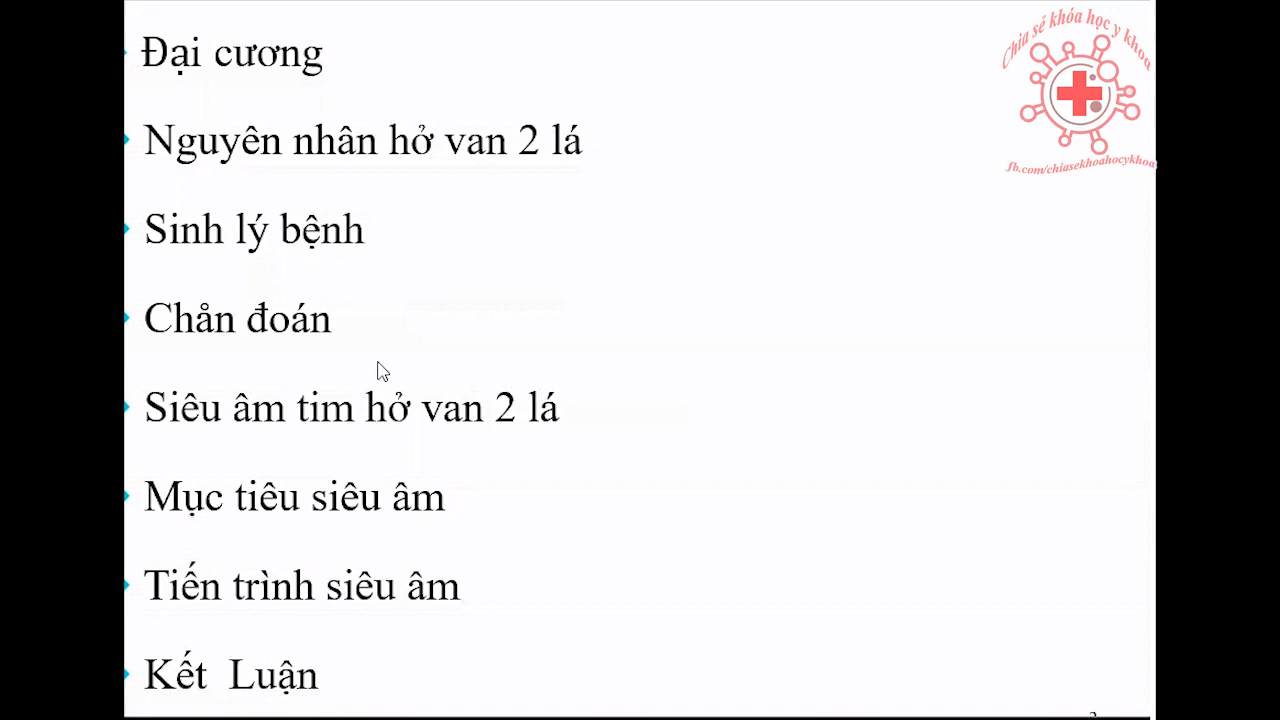 Đại cương
Nguyên nhân hở van 2 lá
Sinh lý bệnh
Chẩn đoán
Siêu âm tim hở van 2 lá
Mục tiêu siêu âm
Tiến trình siêu âm
Kết Luận
Chia sẻ khóa học y khoa
fb.com/chiasekhoahocykhoa